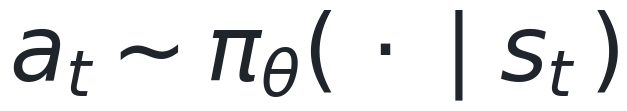 a_t ~ π_θ( · | s_t )